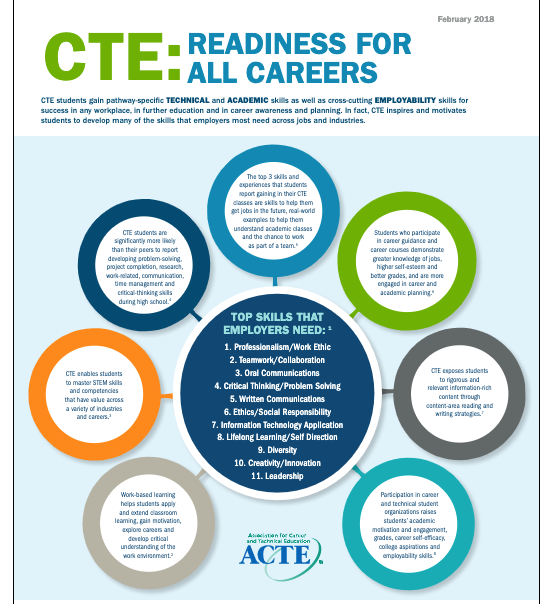 February 2018
CTE:
READINESS FOR
ALL CAREERS
CTE students gain pathway-specific TECHNICAL and ACADEMIC skills as well as cross-cutting EMPLOYABILITY skills for
success in any workplace, in further education and in career awareness and planning. In fact, CTE inspires and motivates
students to develop many of the skills that employers most need across jobs and industries.
The top 3 skills and
experiences that students
report gaining in their CTE
classes are skills to help them
get jobs in the future, real-world
examples to help them
understand academic classes
and the chance to work
as part of a team.
CTE students are
significantly more likely
than their peers to report
developing problem-solving,
project completion, research,
work-related, communication,
time management and
critical-thinking skills
during high school.
Students who participate
in career guidance and
career courses demonstrate
greater knowledge of jobs,
higher self-esteem and
better grades, and are more
engaged in career and
academic planning.
TOP SKILLS THAT
EMPLOYERS NEED: 1
1. Professionalism/Work Ethic
2. Teamwork/Collaboration
3. Oral Communications
4. Critical Thinking/Problem Solving
5. Written Communications
6. Ethics/Social Responsibility
7. Information Technology Application
8. Lifelong Learning/Self Direction
9. Diversity
10. Creativity/Innovation
11. Leadership
CTE enables students
to master STEM skills
and competencies
that have value across
a variety of industries
and careers.
CTE exposes students
to rigorous and
relevant information-rich
content through
content-area reading and
writing strategies.
Work-based learning
helps students apply
and extend classroom
learning, gain motivation,
explore careers and
develop critical
understanding of the
work environment.
Participation in career
and technical student
organizations raises
students' academic
motivation and engagement,
grades, career self-efficacy,
college aspirations and
employability skills.
Association for Career
and Technical Education
ACTE